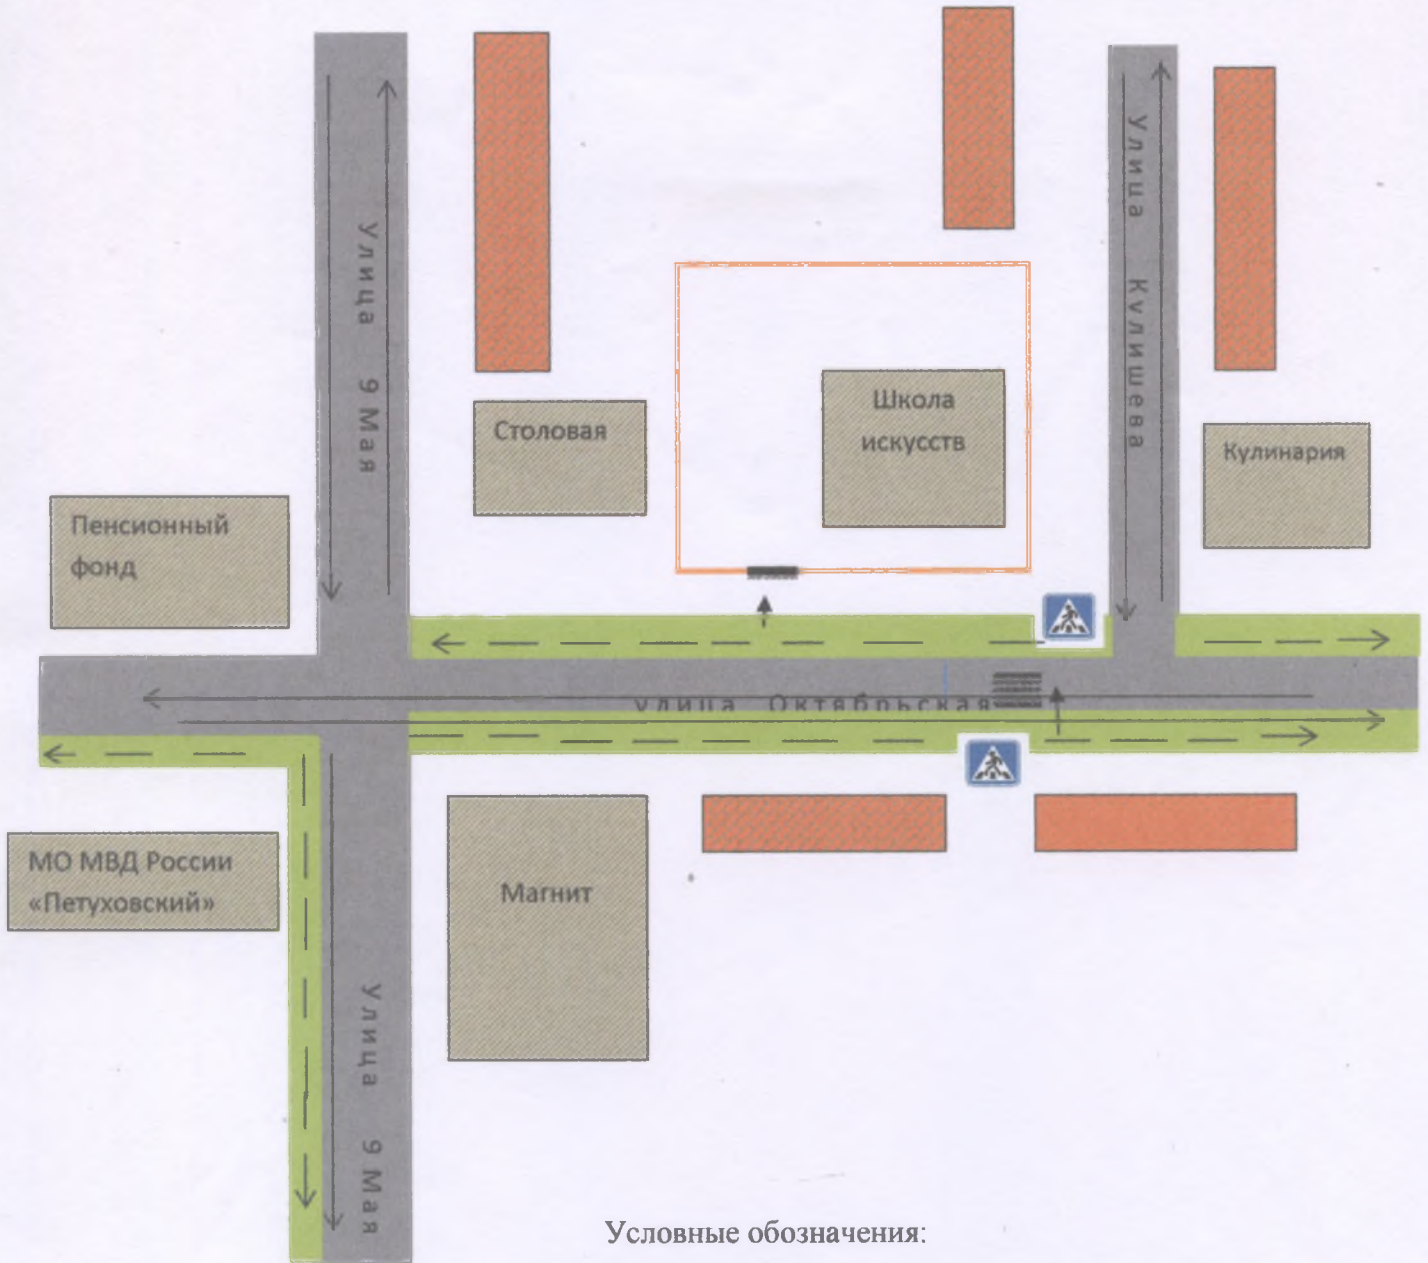 Улица Кулишева
Улица 9 Мая
Школа
искусств
Столовая
Кулинария
Пенсионный
фонд
улица Октябрьская
МО МВД России
«Петуховский»
Магнит
Улица 9 Мая
Условные обозначения: